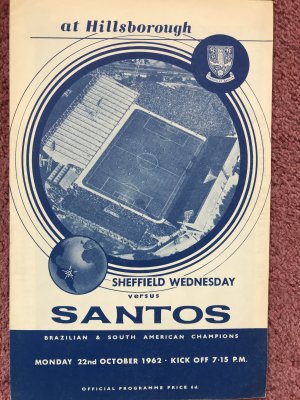 at Hillsborough
SHEFFIELD WEDNESDAY
versus
SANTOS
BRAZILIAN & SOUTH AMERICAN CHAMPIONS
MONDAY 22nd OCTOBER 1962 · KICK OFF 7·15 P.M.
OFFICIAL PROGRAMME PRICE 6d.